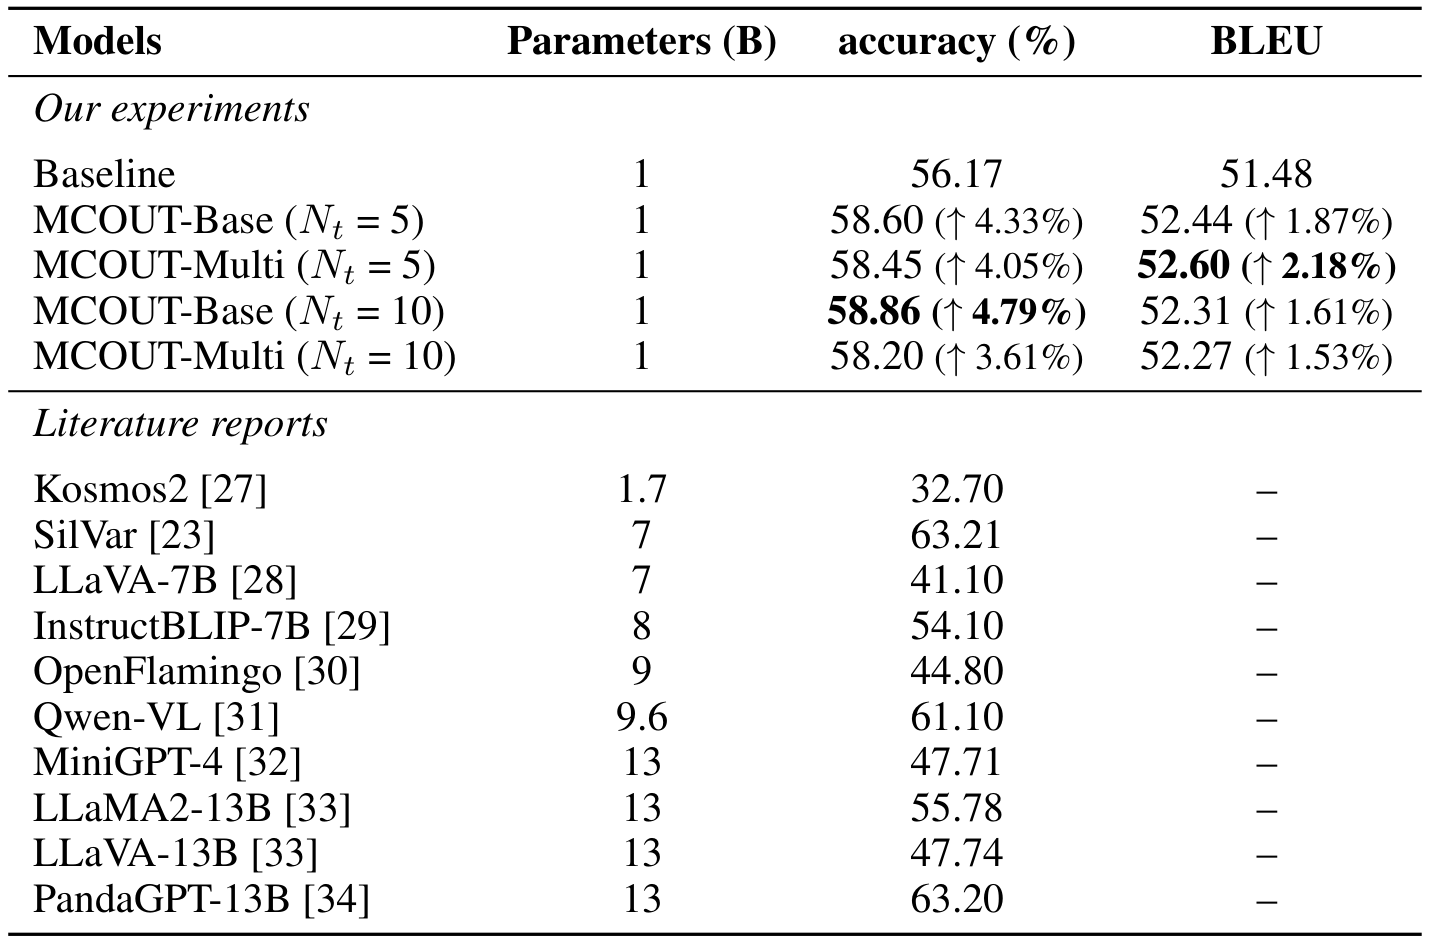 Models Parameters (B) accuracy (%) BLEU
Our experiments
Baseline 1 56.17 51.48
MCOUT-Base (Nt = 5) 1 58.60 (↑ 4.33%) 52.44 (↑ 1.87%)
MCOUT-Multi (Nt = 5) 1 58.45 (↑ 4.05%) 52.60 (↑ 2.18%)
MCOUT-Base (Nt = 10) 1 58.86 (↑ 4.79%) 52.31 (↑ 1.61%)
MCOUT-Multi (Nt = 10) 1 58.20 (↑ 3.61%) 52.27 (↑ 1.53%)
Literature reports
Kosmos2 [27] 1.7 32.70 –
SilVar [23] 7 63.21 –
LLaVA-7B [28] 7 41.10 –
InstructBLIP-7B [29] 8 54.10 –
OpenFlamingo [30] 9 44.80 –
Qwen-VL [31] 9.6 61.10 –
MiniGPT-4 [32] 13 47.71 –
LLaMA2-13B [33] 13 55.78 –
LLaVA-13B [33] 13 47.74 –
PandaGPT-13B [34] 13 63.20 –